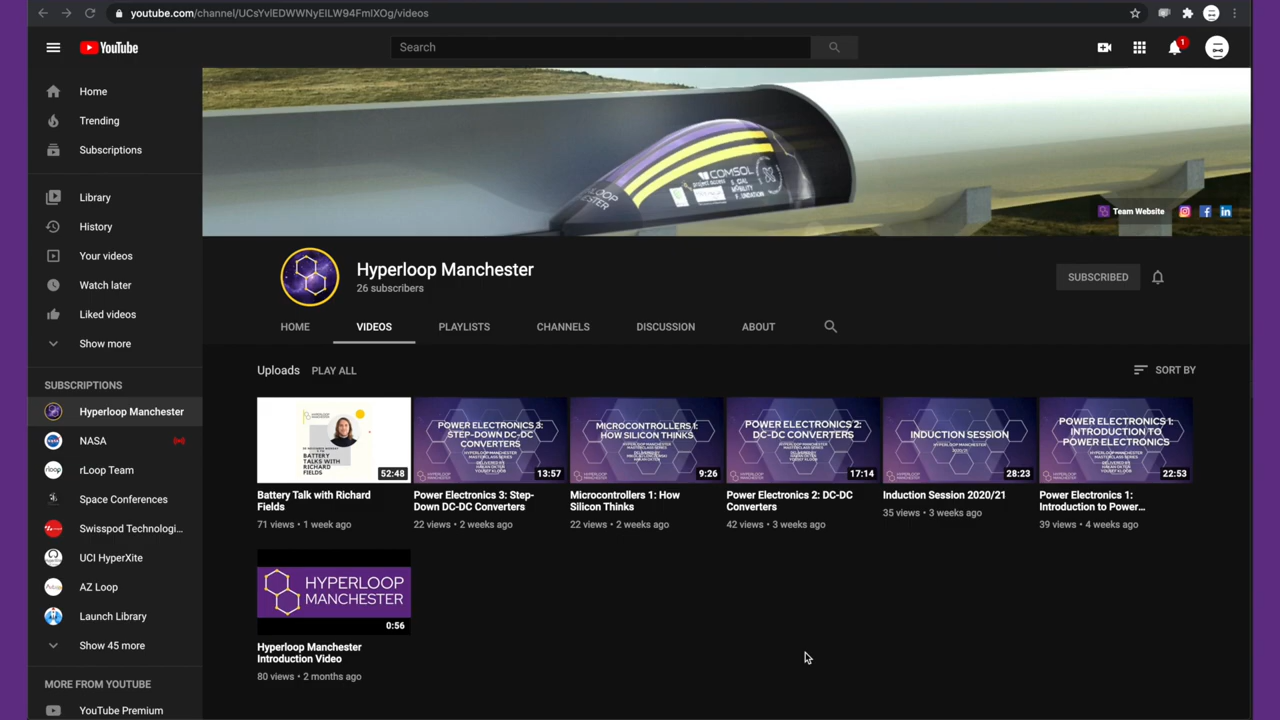 youtube.com/channel/UCsYvlEDWWNyEILW94FmIXOg/videos
YouTube
Search
1
Home
Trending
Subscriptions
Library
History
Your videos
Watch later
Liked videos
Show more
SUBSCRIPTIONS
Hyperloop Manchester
NASA
rLoop Team
Space Conferences
Swisspod Technologi...
UCI HyperXite
AZ Loop
Launch Library
Show 45 more
MORE FROM YOUTUBE
YouTube Premium
COMSOL
MANCHESTER
Team Website
Hyperloop Manchester
26 subscribers
SUBSCRIBED
HOME
VIDEOS
PLAYLISTS
CHANNELS
DISCUSSION
ABOUT
Uploads
PLAY ALL
SORT BY
BATTERY
TALKS WITH
RICHARD
FIELDS
52:48
Battery Talk with Richard
Fields
71 views • 1 week ago
POWER ELECTRONICS 3:
STEP-DOWN DC-DC
CONVERTERS
13:57
Power Electronics 3: Step-
Down DC-DC Converters
22 views • 2 weeks ago
MICROCONTROLLERS 1:
HOW SILICON THINKS
9:26
Microcontrollers 1: How
Silicon Thinks
22 views • 2 weeks ago
POWER ELECTRONICS 2:
DC-DC CONVERTERS
17:14
Power Electronics 2: DC-DC
Converters
42 views • 3 weeks ago
INDUCTION SESSION
28:23
Induction Session 2020/21
35 views • 3 weeks ago
POWER ELECTRONICS 1:
INTRODUCTION TO
POWER ELECTRONICS
22:53
Power Electronics 1:
Introduction to Power...
39 views • 4 weeks ago
HYPERLOOP
MANCHESTER
0:56
Hyperloop Manchester
Introduction Video
80 views • 2 months ago